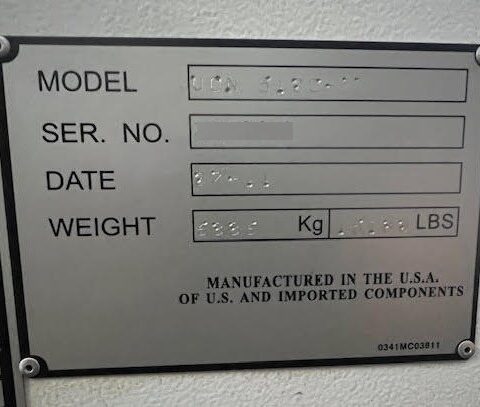 MODEL
SER. NO.
DATE
WEIGHT Kg LBS
MANUFACTURED IN THE U.S.A.
OF U.S. AND IMPORTED COMPONENTS
0341MC03811